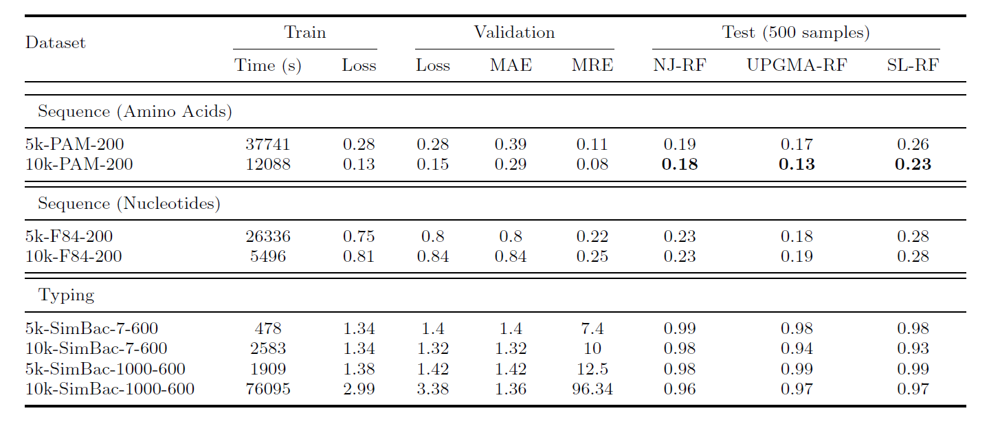 Dataset Train Validation Test (500 samples)
Time (s) Loss Loss MAE MRE NJ-RF UPGMA-RF SL-RF
Sequence (Amino Acids)
5k-PAM-200 37741 0.28 0.28 0.39 0.11 0.19 0.17 0.26
10k-PAM-200 12088 0.13 0.15 0.29 0.08 0.18 0.13 0.23
Sequence (Nucleotides)
5k-F84-200 26336 0.75 0.8 0.8 0.22 0.23 0.18 0.28
10k-F84-200 5496 0.81 0.84 0.84 0.25 0.23 0.19 0.28
Typing
5k-SimBac-7-600 478 1.34 1.4 1.4 7.4 0.99 0.98 0.98
10k-SimBac-7-600 2583 1.34 1.32 1.32 10 0.98 0.94 0.93
5k-SimBac-1000-600 1909 1.38 1.42 1.42 12.5 0.98 0.99 0.99
10k-SimBac-1000-600 76095 2.99 3.38 1.36 96.34 0.96 0.97 0.97